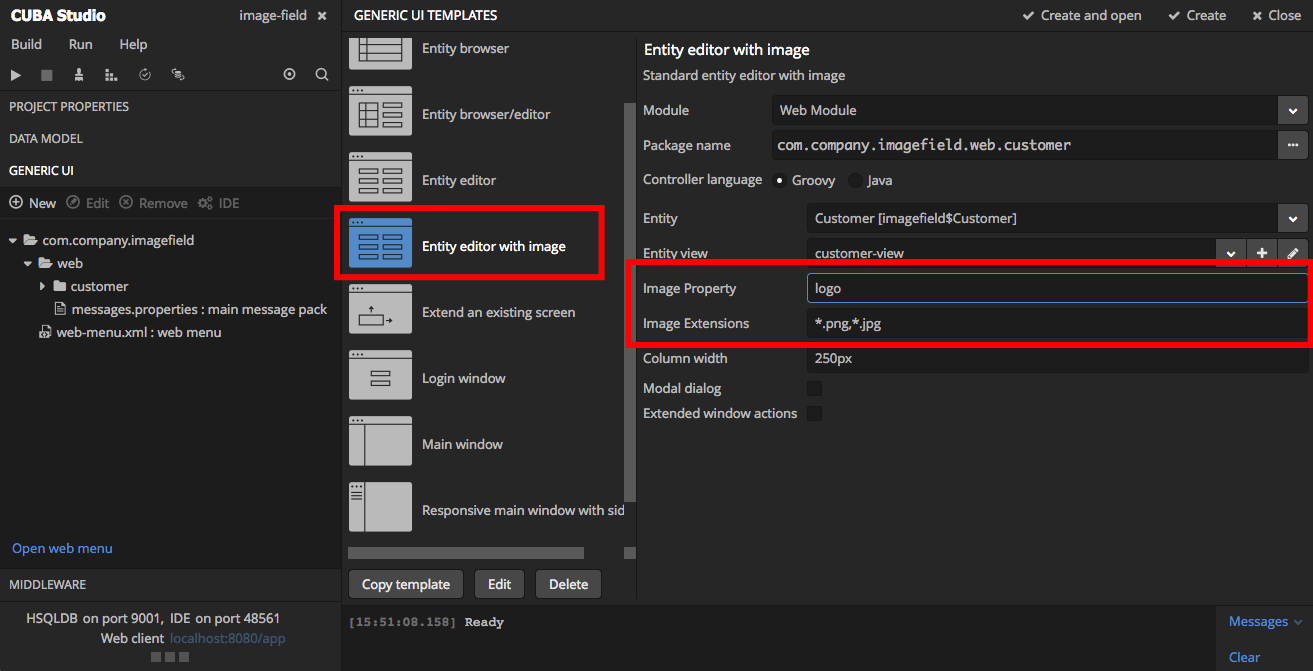 CUBA Studio
image-field
Build Run Help
PROJECT PROPERTIES
DATA MODEL
GENERIC UI
New Edit Remove IDE
com.company.imagefield
web
customer
messages.properties : main message pack
web-menu.xml : web menu
Open web menu
MIDDLEWARE
HSQLDB on port 9001, IDE on port 48561
Web client localhost:8080/app
GENERIC UI TEMPLATES
Create and open Create Close
Entity browser
Entity browser/editor
Entity editor
Entity editor with image
Extend an existing screen
Login window
Main window
Responsive main window with sid
Copy template Edit Delete
Entity editor with image
Standard entity editor with image
Module Web Module
Package name com.company.imagefield.web.customer
Controller language Groovy Java
Entity Customer [imagefield$Customer]
Entity view customer-view
Image Property logo
Image Extensions *.png,*.jpg
Column width 250px
Modal dialog
Extended window actions
[15:51:08.158] Ready
Messages
Clear